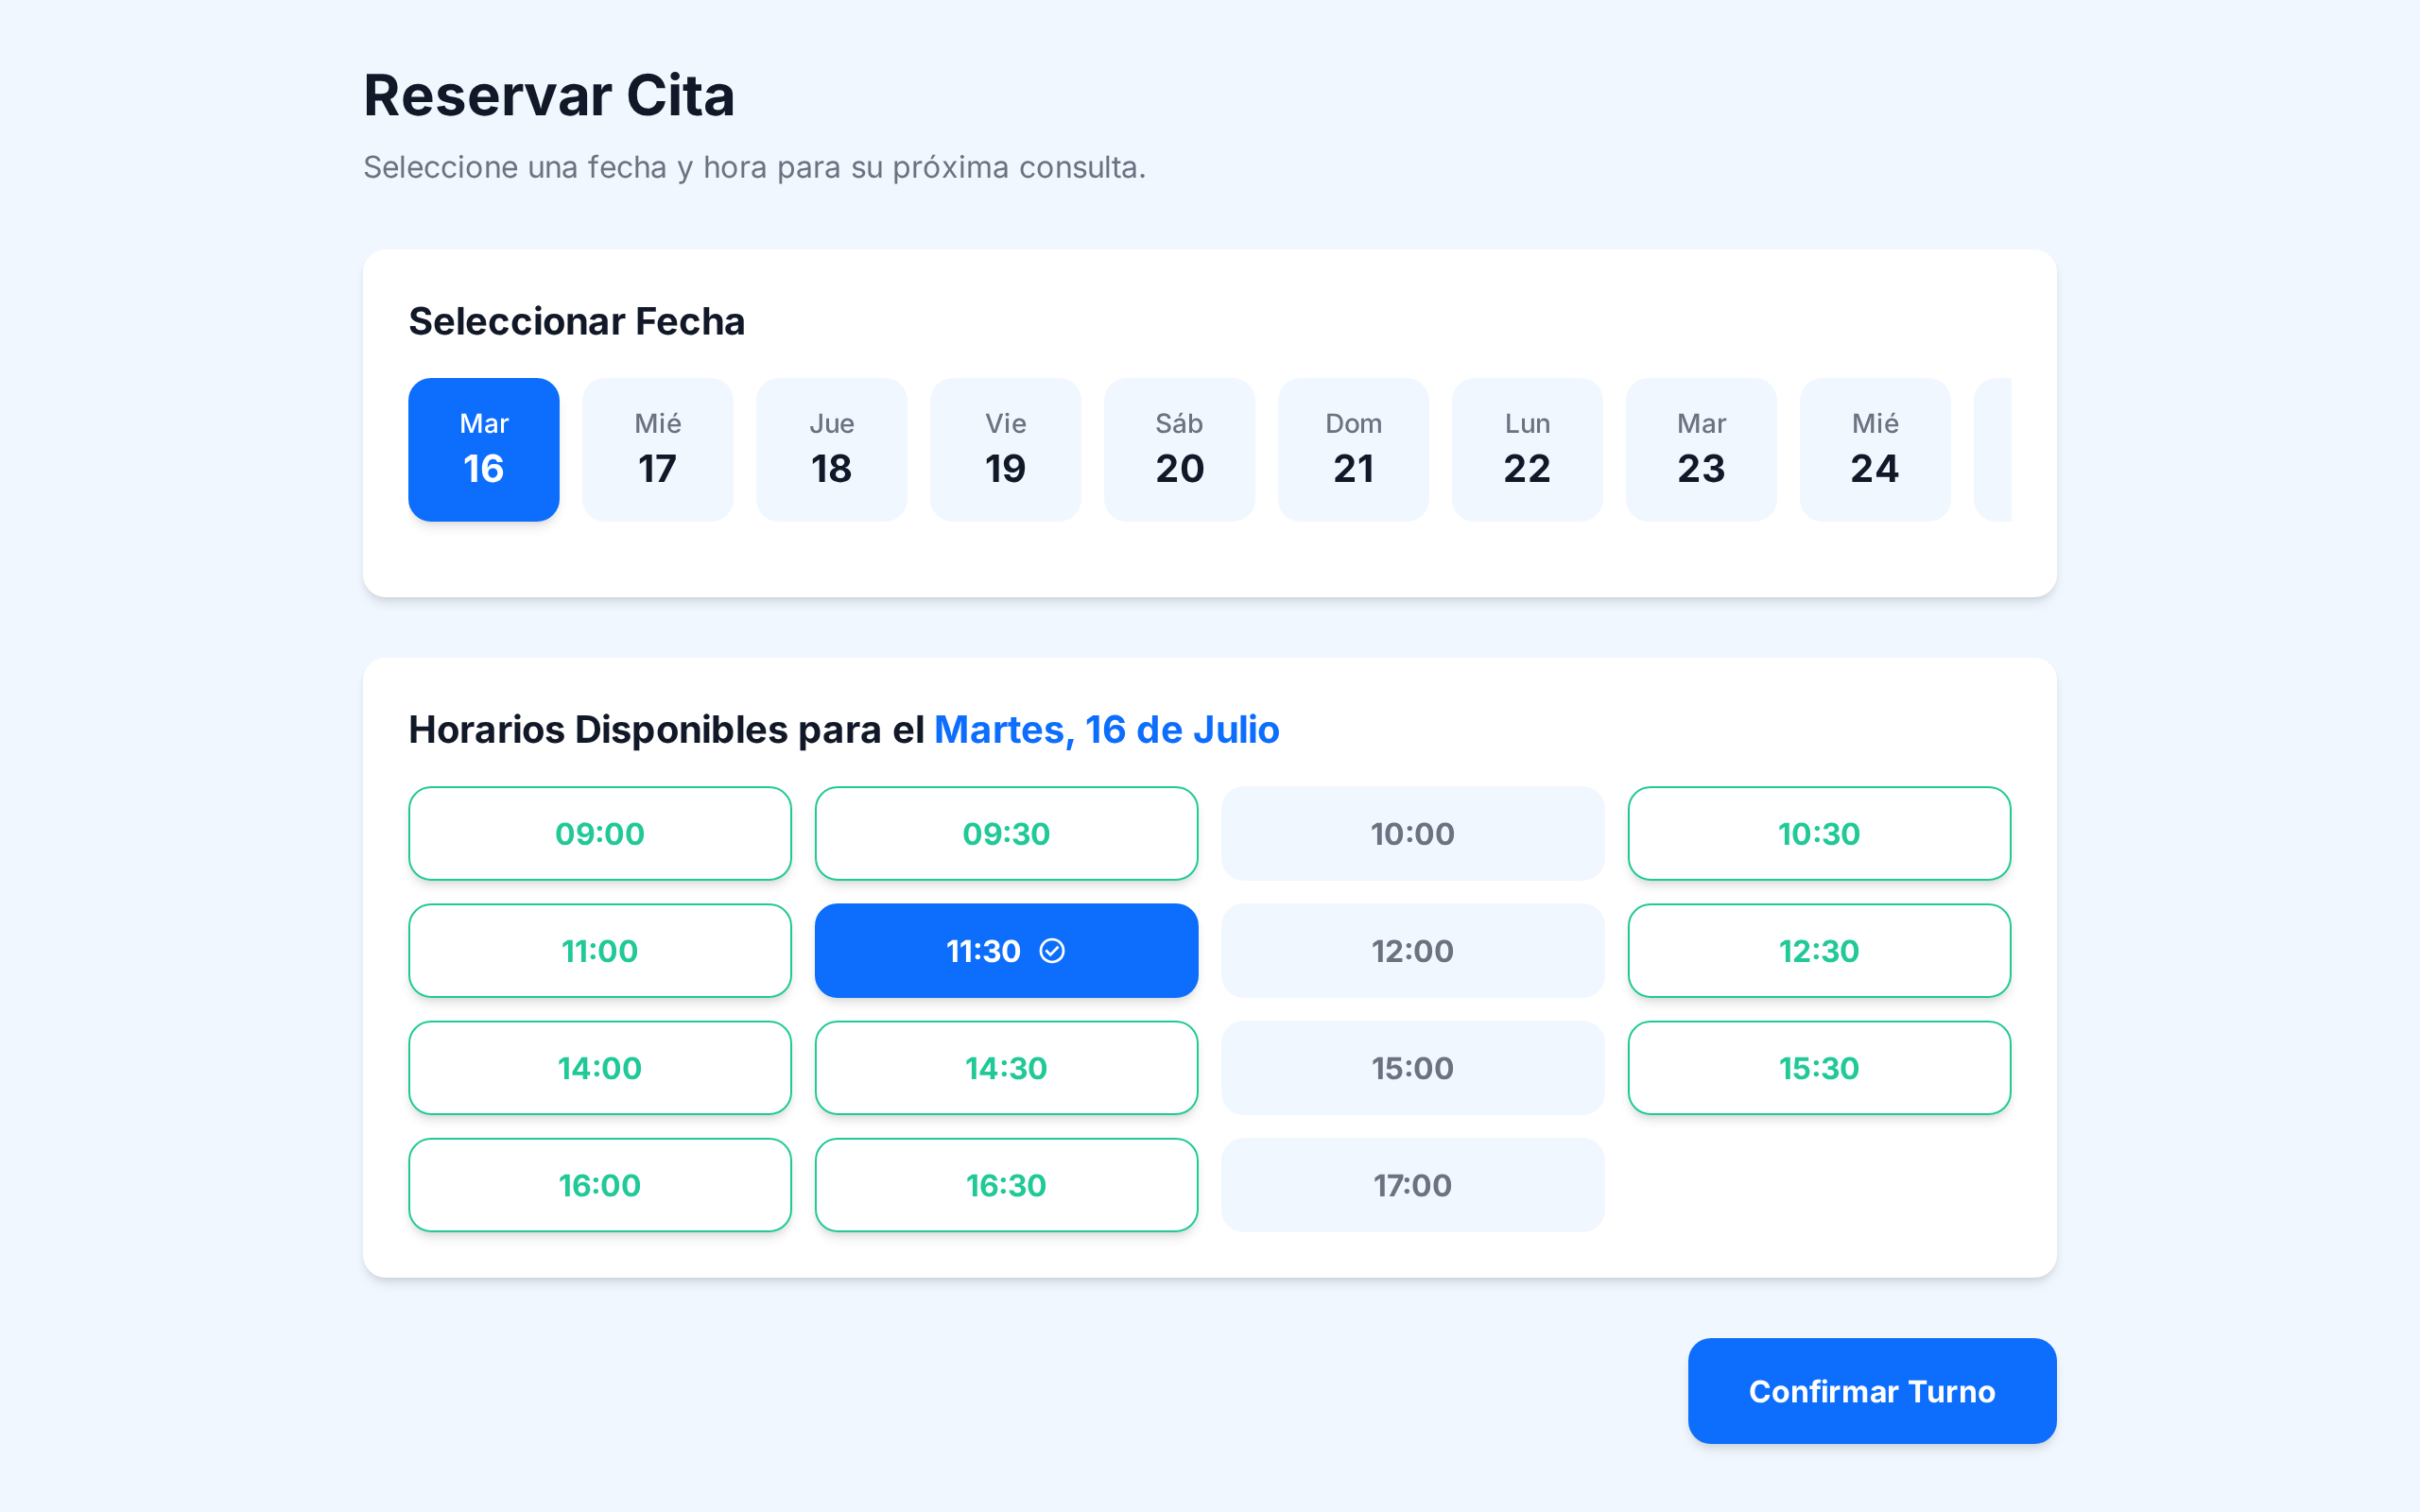 Reservar Cita
Seleccione una fecha y hora para su próxima consulta.
Seleccionar Fecha
Mar Mié Jue Vie Sáb Dom Lun Mar Mié
16 17 18 19 20 21 22 23 24
Horarios Disponibles para el Martes, 16 de Julio
09:00 09:30 10:00 10:30
11:00 11:30 12:00 12:30
14:00 14:30 15:00 15:30
16:00 16:30 17:00
Confirmar Turno